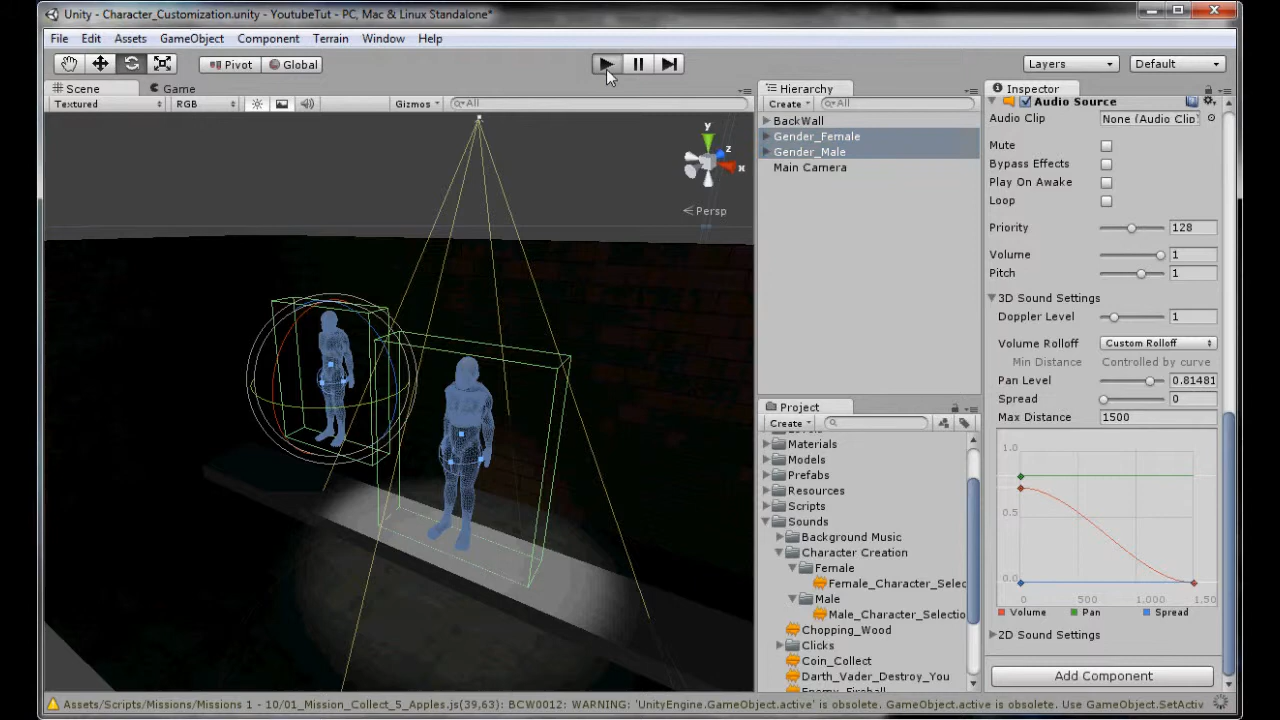 Unity - Character_Customization.unity - YoutubeTut - PC, Mac & Linux Standalone*
File Edit Assets GameObject Component Terrain Window Help
Pivot Global Layers Default
Scene Game
Textured RGB Gizmos All
y
z
x
Persp
Hierarchy
Create All
BackWall
Gender_Female
Gender_Male
Main Camera
Project
Create
Materials
Models
Prefabs
Resources
Scripts
Sounds
Background Music
Character Creation
Female
Female_Character_Selec
Male
Male_Character_Selectio
Chopping_Wood
Clicks
Coin_Collect
Darth_Vader_Destroy_You
Inspector
Audio Source
Audio Clip None (Audio Clip)
Mute
Bypass Effects
Play On Awake
Loop
Priority 128
Volume 1
Pitch 1
3D Sound Settings
Doppler Level 1
Volume Rolloff Custom Rolloff
Min Distance Controlled by curve
Pan Level 0.81481
Spread 0
Max Distance 1500
1.0
0.5
0.0
0 500 1.000 1.50
Volume Pan Spread
2D Sound Settings
Add Component
Assets/Scripts/Missions/Missions 1 - 10/01_Mission_Collect_5_Apples.js(39,63): BCW0012: WARNING: 'UnityEngine.GameObject.active' is obsolete. GameObject.active is obsolete. Use GameObject.SetActiv